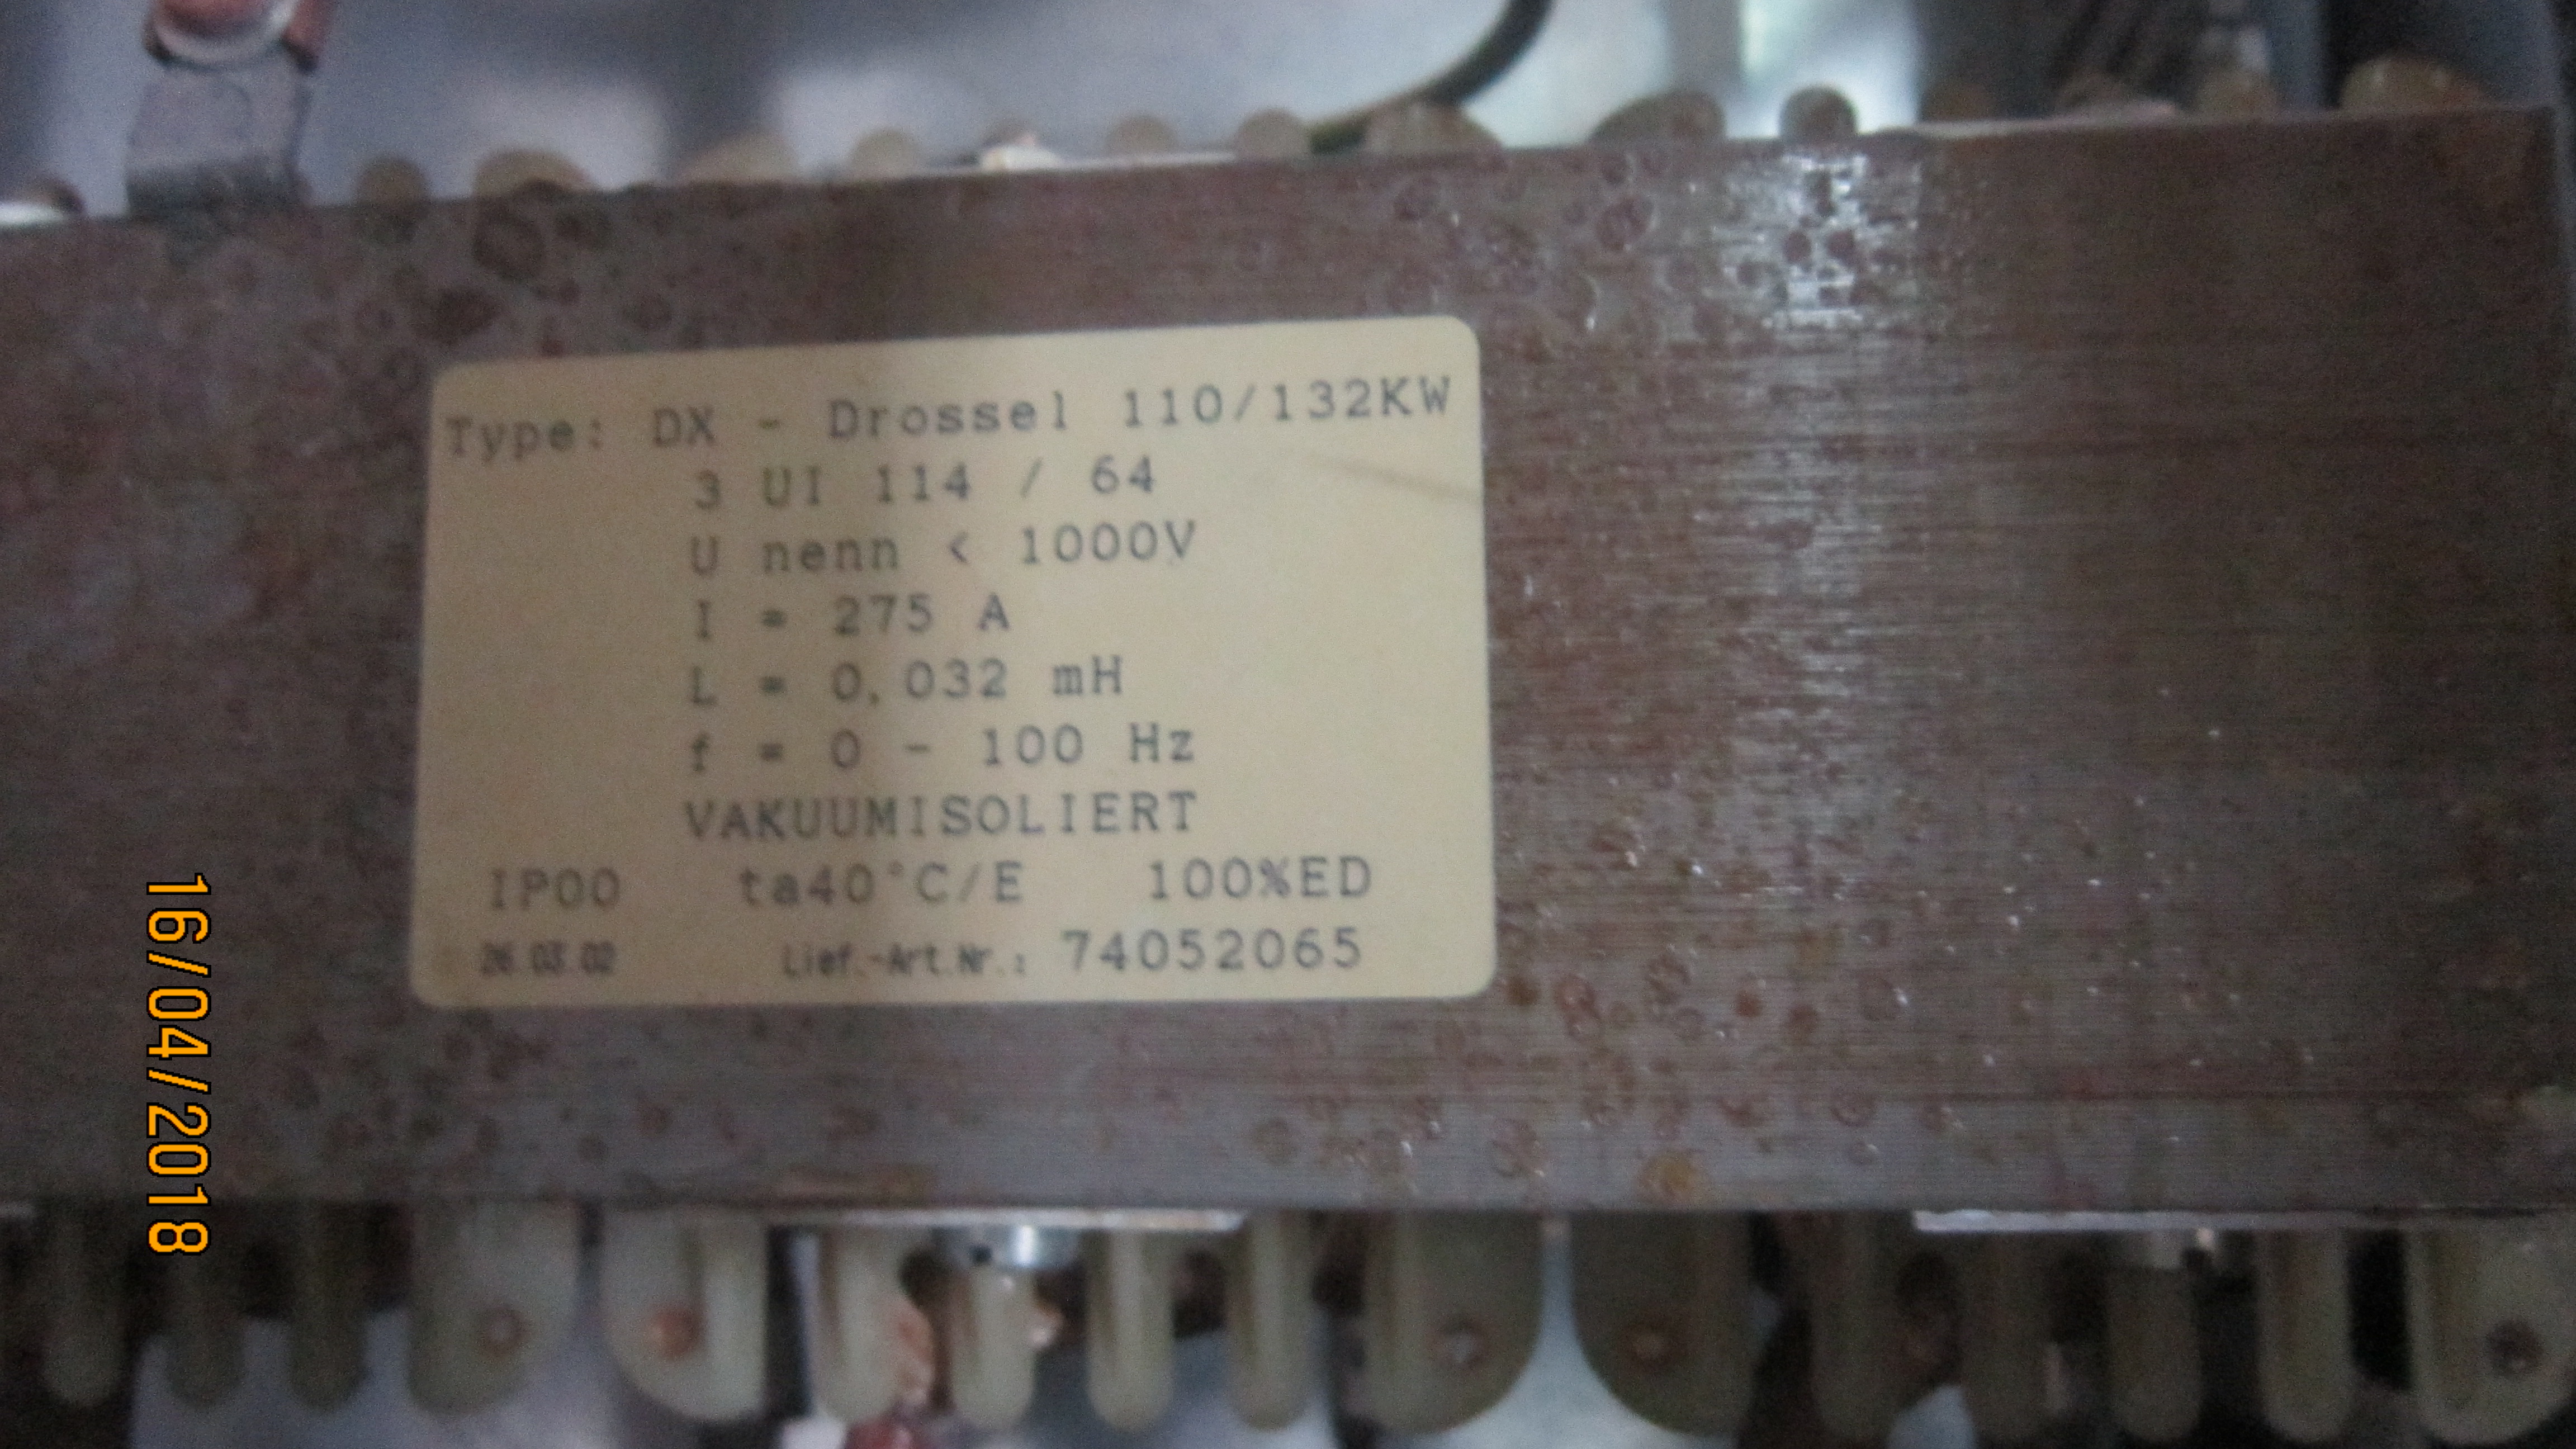 Type: DX - Drossel 110/132KW
3 UI 114 / 64
U nenn < 1000V
I = 275 A
L = 0,032 mH
f = 0 - 100 Hz
VAKUUMISOLIERT
IP00 ta40°C/E 100%ED
26.03.02 Lief.-Art.Nr.: 74052065
16/04/2018